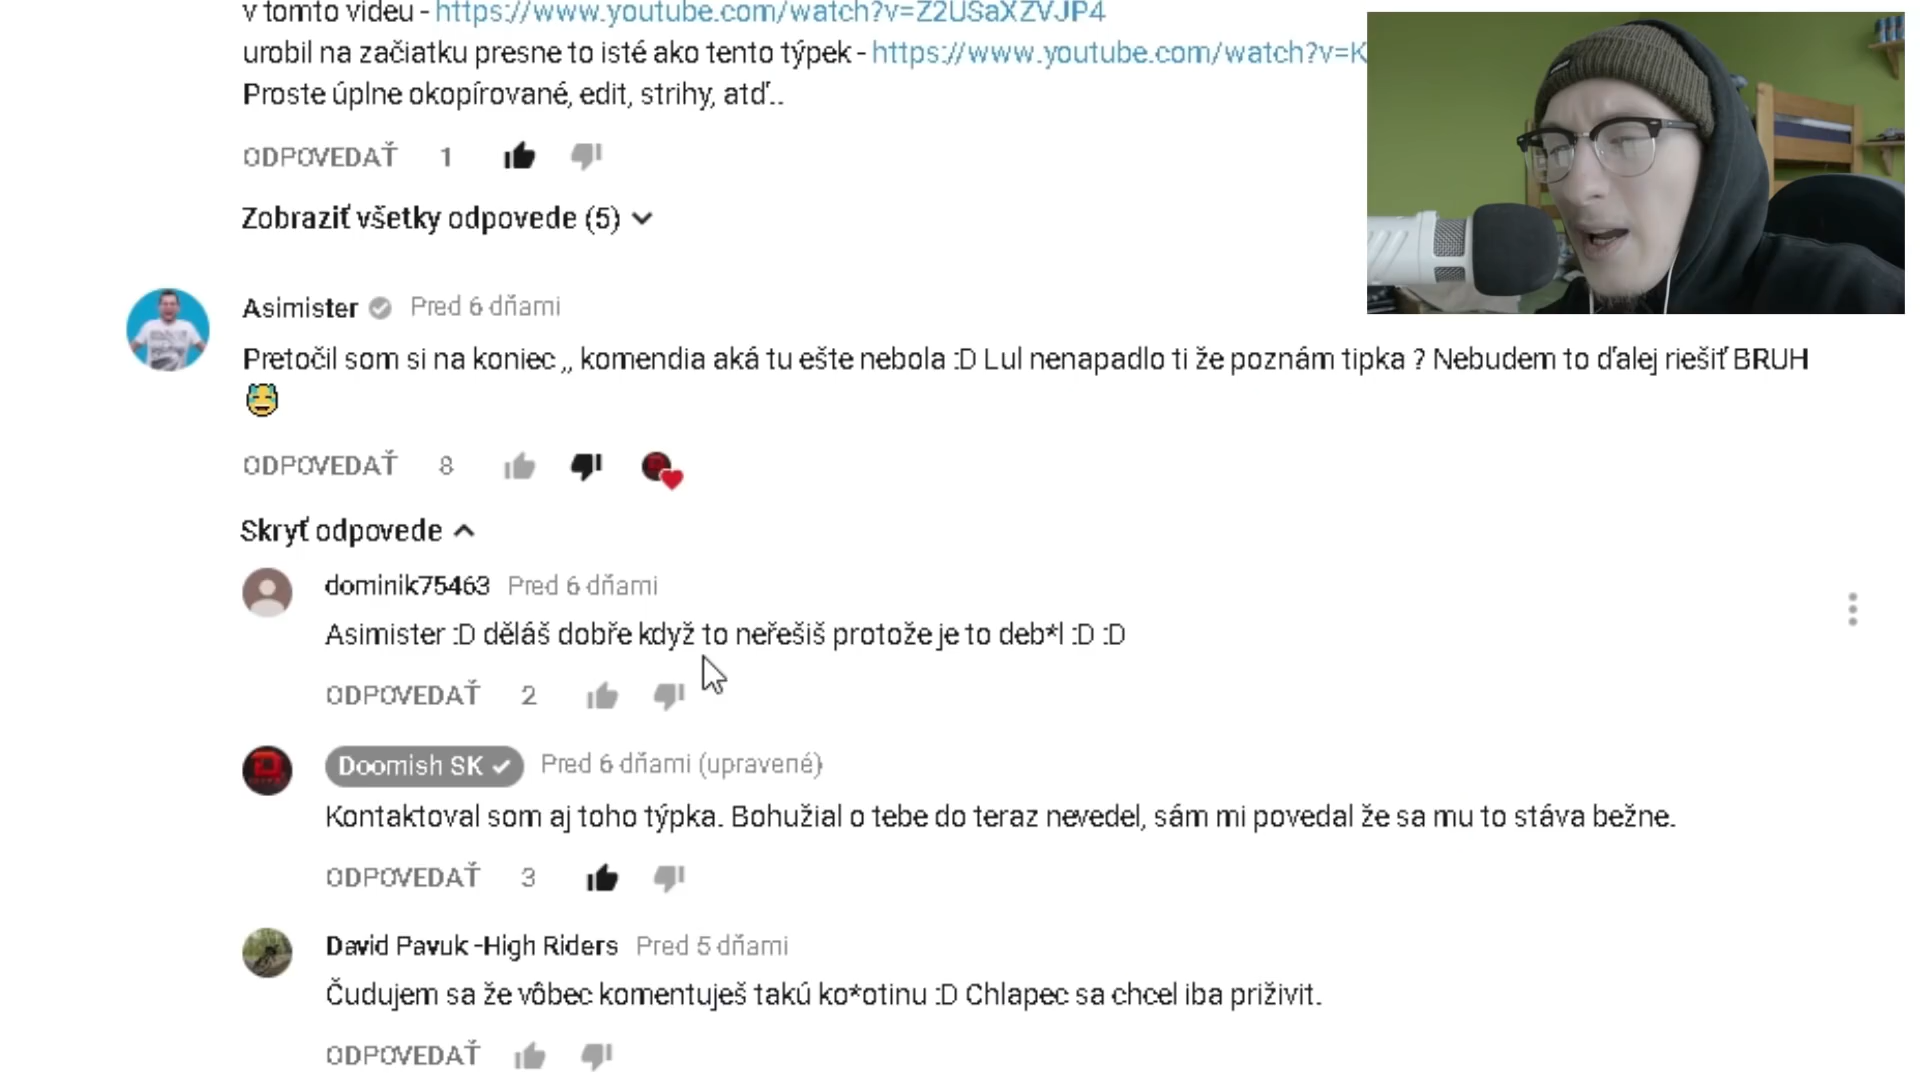 v tomto videu - https://www.youtube.com/watch?v=Z2USaXZVJP4
urobil na začiatku presne to isté ako tento týpek - https://www.youtube.com/watch?v=K
Proste úplne okopírované, edit, strihy, atď..
ODPOVEDAŤ 1
Zobraziť všetky odpovede (5)
Asimister Pred 6 dňami
Pretočil som si na koniec ,, komendia aká tu ešte nebola :D Lul nenapadlo ti že poznám tipka ? Nebudem to ďalej riešiť BRUH
😅
ODPOVEDAŤ 8
Skryť odpovede
dominik75463 Pred 6 dňami
Asimister :D děláš dobře když to neřešiš protože je to deb*l :D :D
ODPOVEDAŤ 2
Doomish SK Pred 6 dňami (upravené)
Kontaktoval som aj toho týpka. Bohužial o tebe do teraz nevedel, sám mi povedal že sa mu to stáva bežne.
ODPOVEDAŤ 3
David Pavuk -High Riders Pred 5 dňami
Čudujem sa že vôbec komentuješ takú ko*otinu :D Chlapec sa chcel iba priživit.
ODPOVEDAŤ